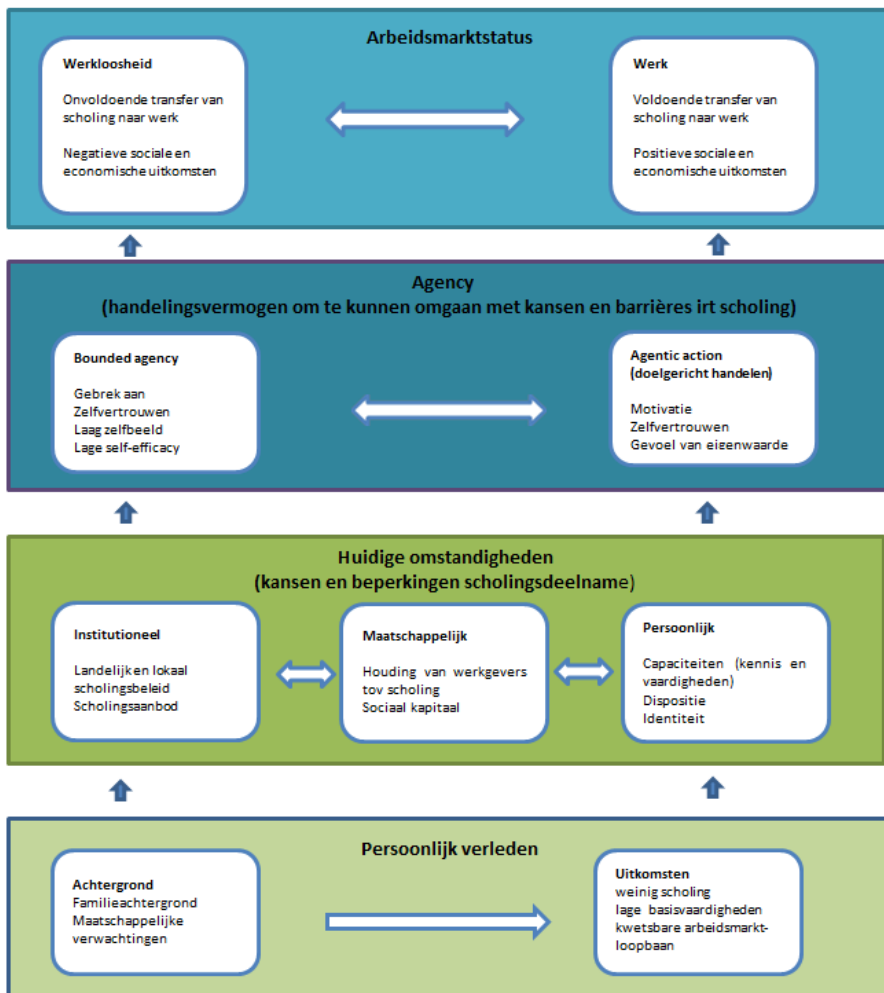 Arbeidsmarktstatus
Werkloosheid
Onvoldoende transfer van
scholing naar werk
Negatieve sociale en
economische uitkomsten
Werk
Voldoende transfer van
scholing naar werk
Positieve sociale en
economische uitkomsten
Agency
(handelingsvermogen om te kunnen omgaan met kansen en barrières irt scholing)
Bounded agency
Gebrek aan
Zelfvertrouwen
Laag zelfbeeld
Lage self-efficacy
Agentic action
(doelgericht handelen)
Motivatie
Zelfvertrouwen
Gevoel van eigenwaarde
Huidige omstandigheden
(kansen en beperkingen scholingsdeelname)
Institutioneel
Landelijk en lokaal
scholingsbeleid
Scholingsaanbod
Maatschappelijk
Houding van werkgevers
tov scholing
Sociaal kapitaal
Persoonlijk
Capaciteiten (kennis en
vaardigheden)
Dispositie
Identiteit
Persoonlijk verleden
Achtergrond
Familieachtergrond
Maatschappelijke
verwachtingen
Uitkomsten
weinig scholing
lage basisvaardigheden
kwetsbare arbeidsmarkt-
loopbaan